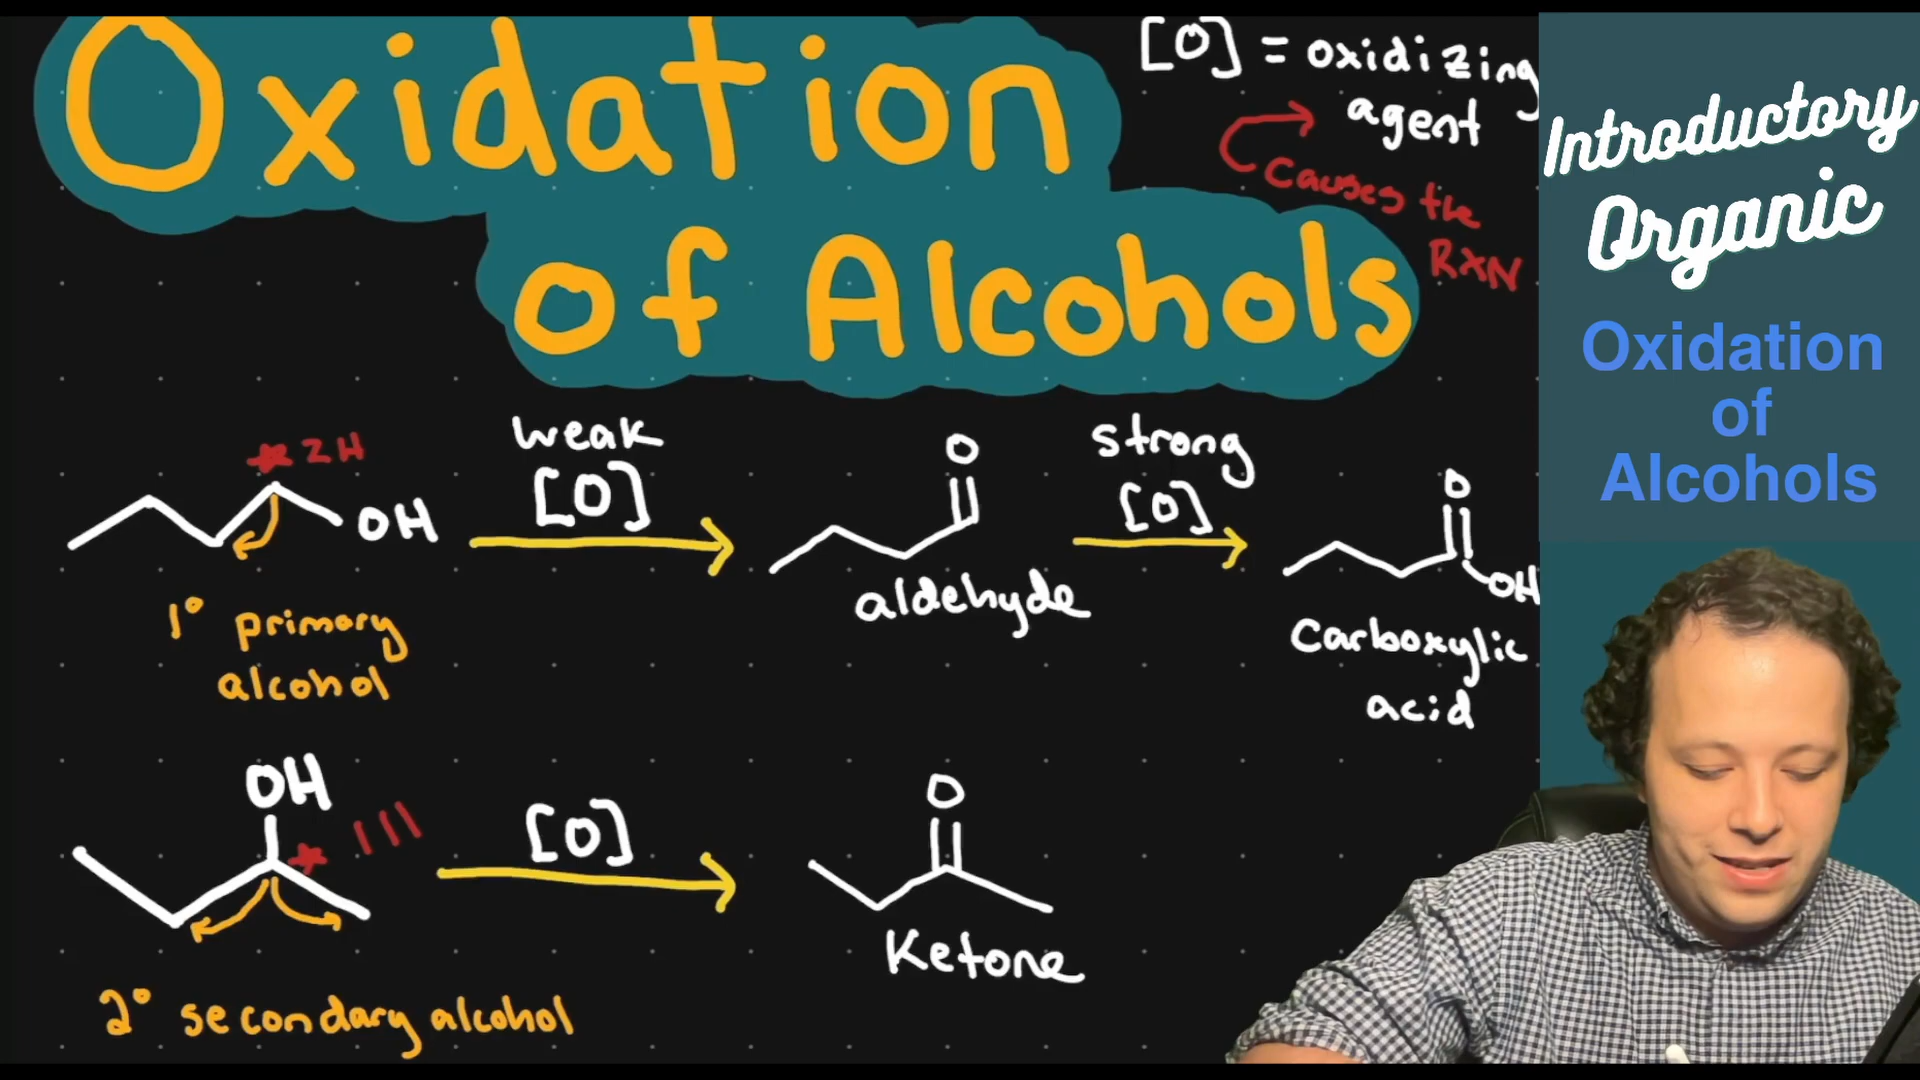 Oxidation
of Alcohols
[O] = oxidizing
agent
causes the
RXN
Introductory
Organic
Oxidation
of
Alcohols
2H
OH
1° primary
alcohol
weak
[O]
O
aldehyde
strong
[O]
O
OH
Carboxylic
acid
OH
2° secondary alcohol
[O]
O
Ketone